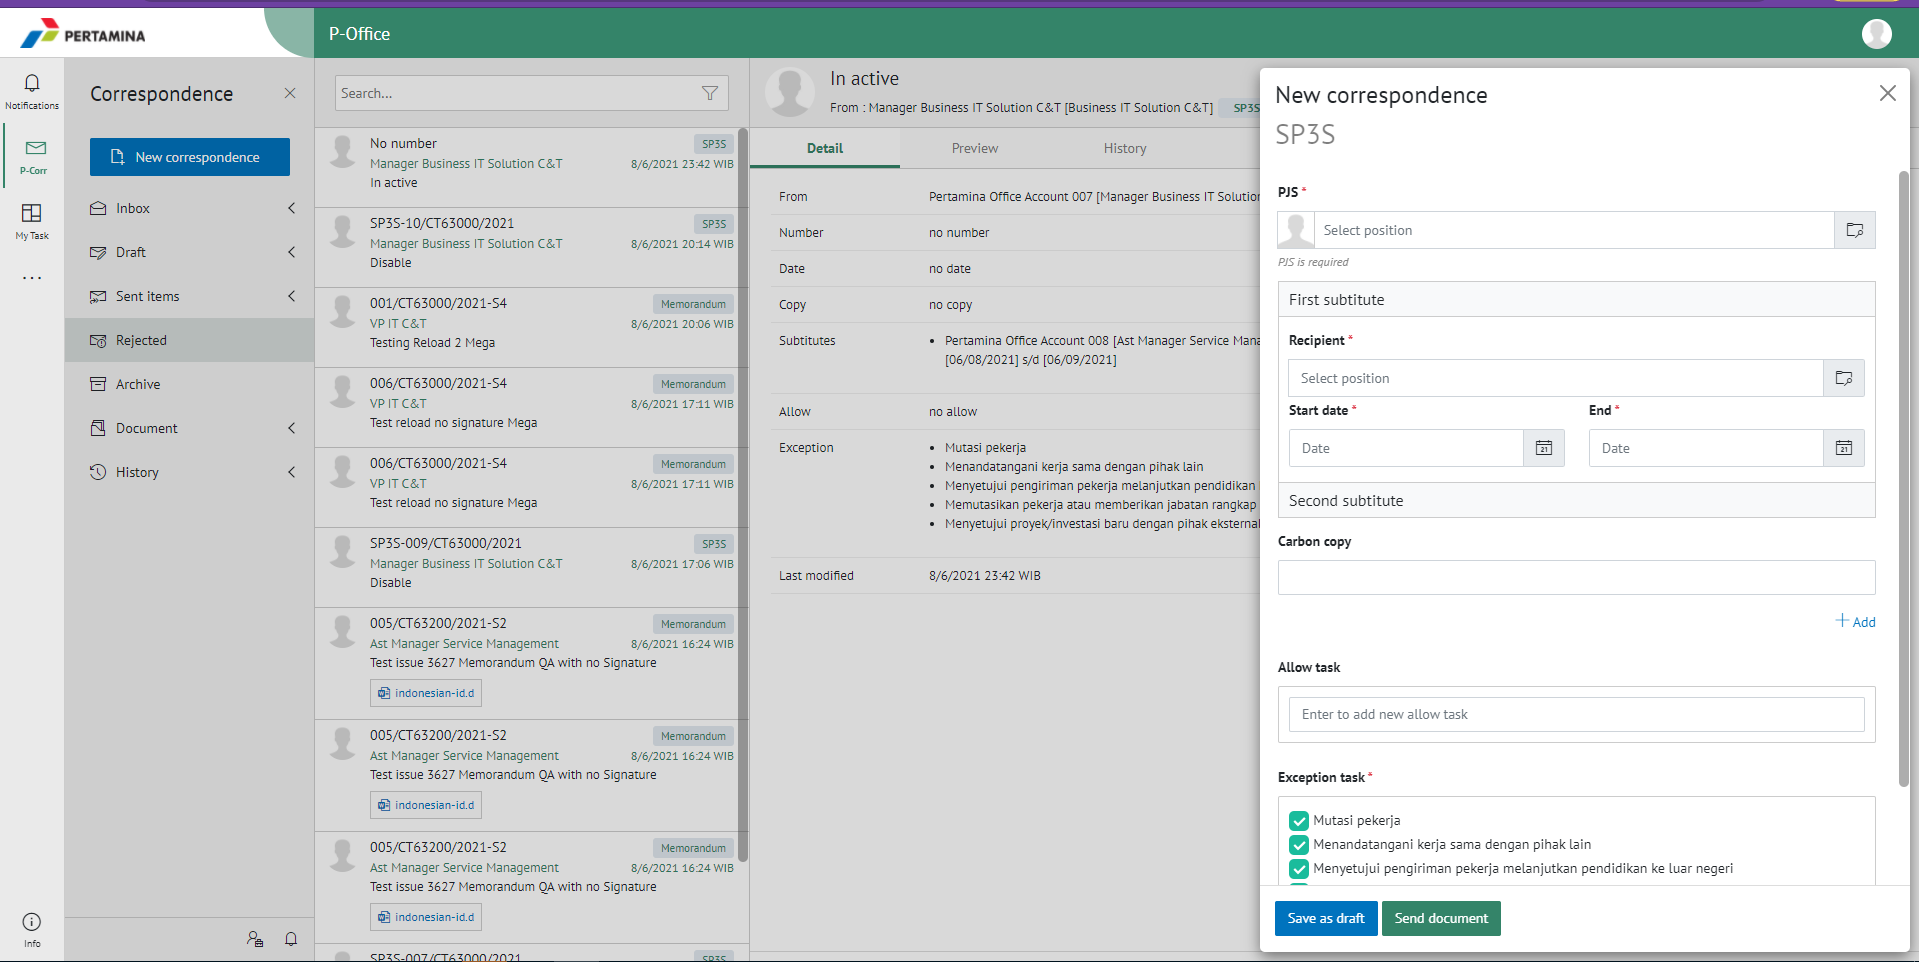 PERTAMINA
P-Office
Notifications
P-Corr
My Task
...
Info
Correspondence
New correspondence
Inbox
Draft
Sent items
Rejected
Archive
Document
History
Search...
No number
SP3S
Manager Business IT Solution C&T
8/6/2021 23:42 WIB
In active
SP3S-10/CT63000/2021
SP3S
Manager Business IT Solution C&T
8/6/2021 20:14 WIB
Disable
001/CT63000/2021-S4
Memorandum
VP IT C&T
8/6/2021 20:06 WIB
Testing Reload 2 Mega
006/CT63000/2021-S4
Memorandum
VP IT C&T
8/6/2021 17:11 WIB
Test reload no signature Mega
006/CT63000/2021-S4
Memorandum
VP IT C&T
8/6/2021 17:11 WIB
Test reload no signature Mega
SP3S-009/CT63000/2021
SP3S
Manager Business IT Solution C&T
8/6/2021 17:06 WIB
Disable
005/CT63200/2021-S2
Memorandum
Ast Manager Service Management
8/6/2021 16:24 WIB
Test issue 3627 Memorandum QA with no Signature
indonesian-id.d
005/CT63200/2021-S2
Memorandum
Ast Manager Service Management
8/6/2021 16:24 WIB
Test issue 3627 Memorandum QA with no Signature
indonesian-id.d
005/CT63200/2021-S2
Memorandum
Ast Manager Service Management
8/6/2021 16:24 WIB
Test issue 3627 Memorandum QA with no Signature
indonesian-id.d
SP3S-007/CT63000/2021
SP3S
In active
From : Manager Business IT Solution C&T [Business IT Solution C&T]
SP3S
Detail
Preview
History
From
Pertamina Office Account 007 [Manager Business IT Solution
Number
no number
Date
no date
Copy
no copy
Subtitutes
• Pertamina Office Account 008 [Ast Manager Service Mana
[06/08/2021] s/d [06/09/2021]
Allow
no allow
Exception
• Mutasi pekerja
• Menandatangani kerja sama dengan pihak lain
• Menyetujui pengiriman pekerja melanjutkan pendidikan
• Memutasikan pekerja atau memberikan jabatan rangkap
• Menyetujui proyek/investasi baru dengan pihak eksternal
Last modified
8/6/2021 23:42 WIB
New correspondence
SP3S
PJS *
Select position
PJS is required
First subtitute
Recipient *
Select position
Start date *
End *
Date
21
Date
21
Second subtitute
Carbon copy
+ Add
Allow task
Enter to add new allow task
Exception task *
Mutasi pekerja
Menandatangani kerja sama dengan pihak lain
Menyetujui pengiriman pekerja melanjutkan pendidikan ke luar negeri
Save as draft
Send document